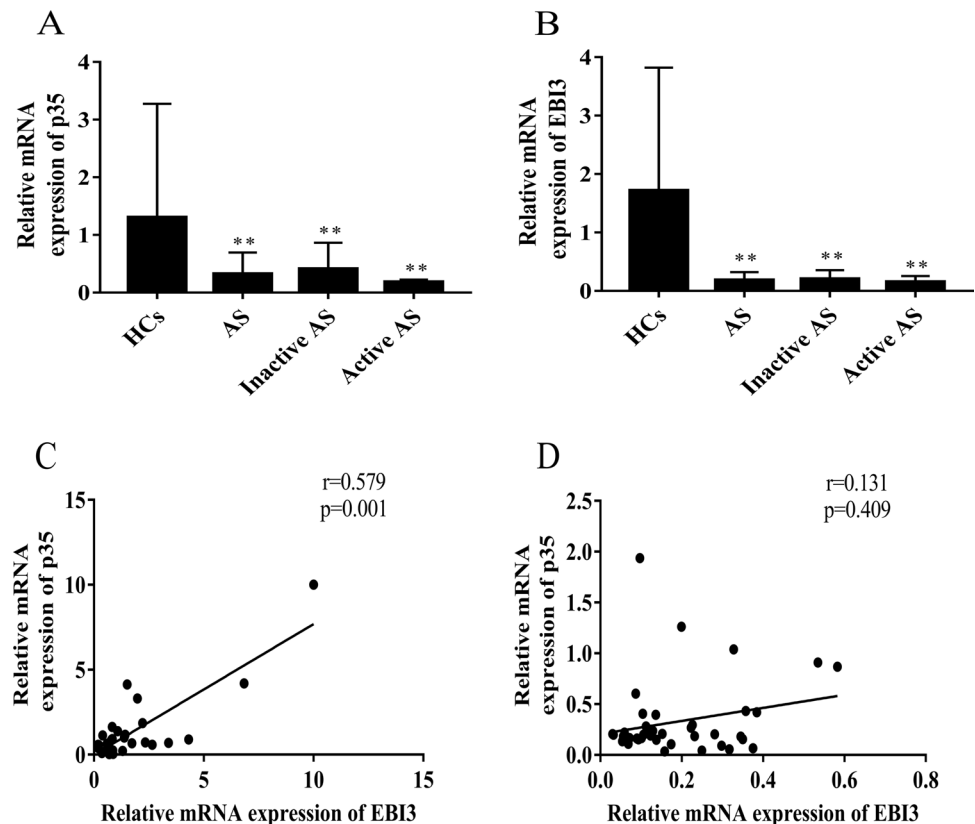 A
Relative mRNA
expression of p35
4
3
2
1
0
**
**
**
HCs
AS
Inactive AS
Active AS
B
Relative mRNA
expression of EBI3
4
3
2
1
0
**
**
**
HCs
AS
Inactive AS
Active AS
C
r=0.579
p=0.001
Relative mRNA
expression of p35
15
10
5
0
0
5
10
15
Relative mRNA expression of EBI3
D
r=0.131
p=0.409
Relative mRNA
expression of p35
2.5
2.0
1.5
1.0
0.5
0.0
0.0
0.2
0.4
0.6
0.8
Relative mRNA expression of EBI3